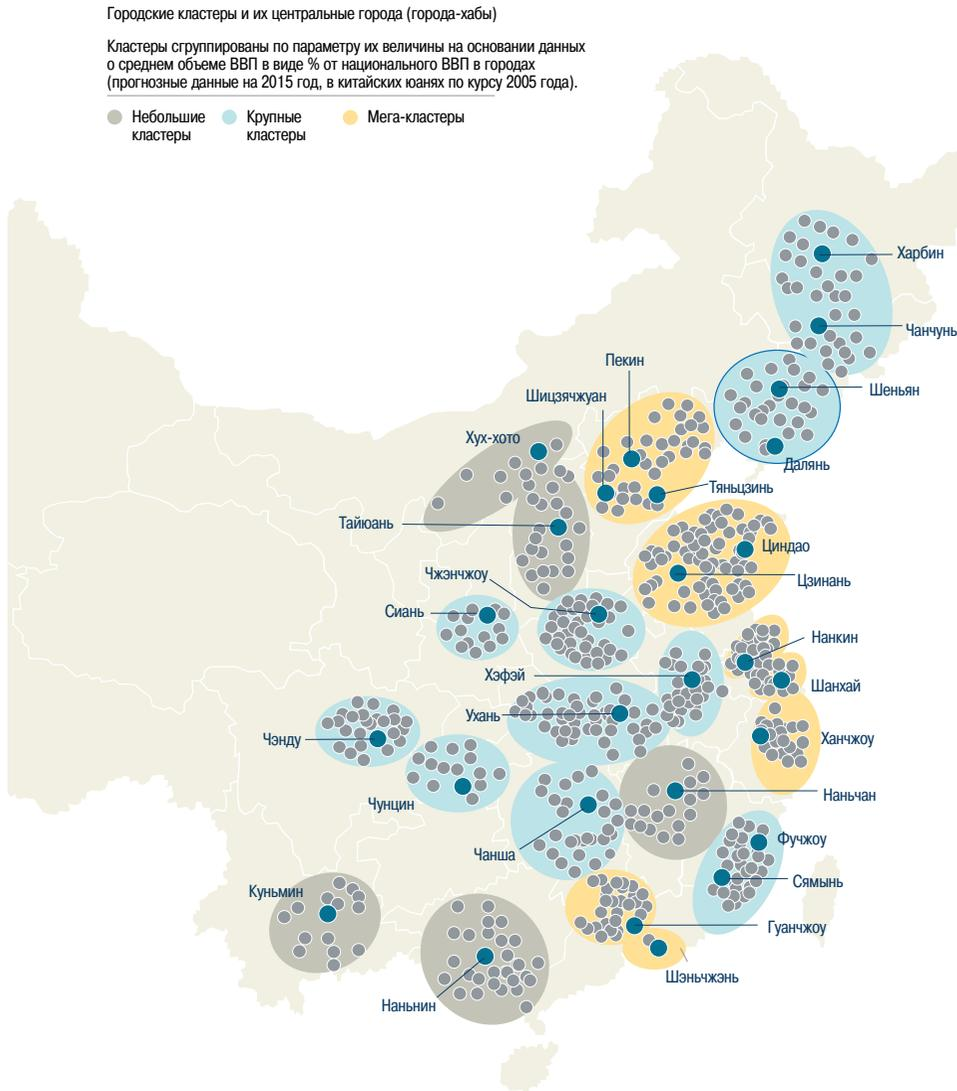 Городские кластеры и их центральные города (города-хабы)
Кластеры сгруппированы по параметру их величины на основании данных
о среднем объеме ВВП в виде % от национального ВВП в городах
(прогнозные данные на 2015 год, в китайских юанях по курсу 2005 года).
Небольшие
кластеры
Крупные
кластеры
Мега-кластеры
Харбин
Чанчунь
Пекин
Шеньян
Шицзячжуан
Хух-хото
Далянь
Тяньцзинь
Тайюань
Циндао
Чжэнчжоу
Цзинань
Сиань
Нанкин
Хэфэй
Шанхай
Ухань
Чэнду
Ханчжоу
Чунцин
Наньчан
Фучжоу
Чанша
Сямынь
Куньмин
Гуанчжоу
Шэньчжэнь
Наньнин